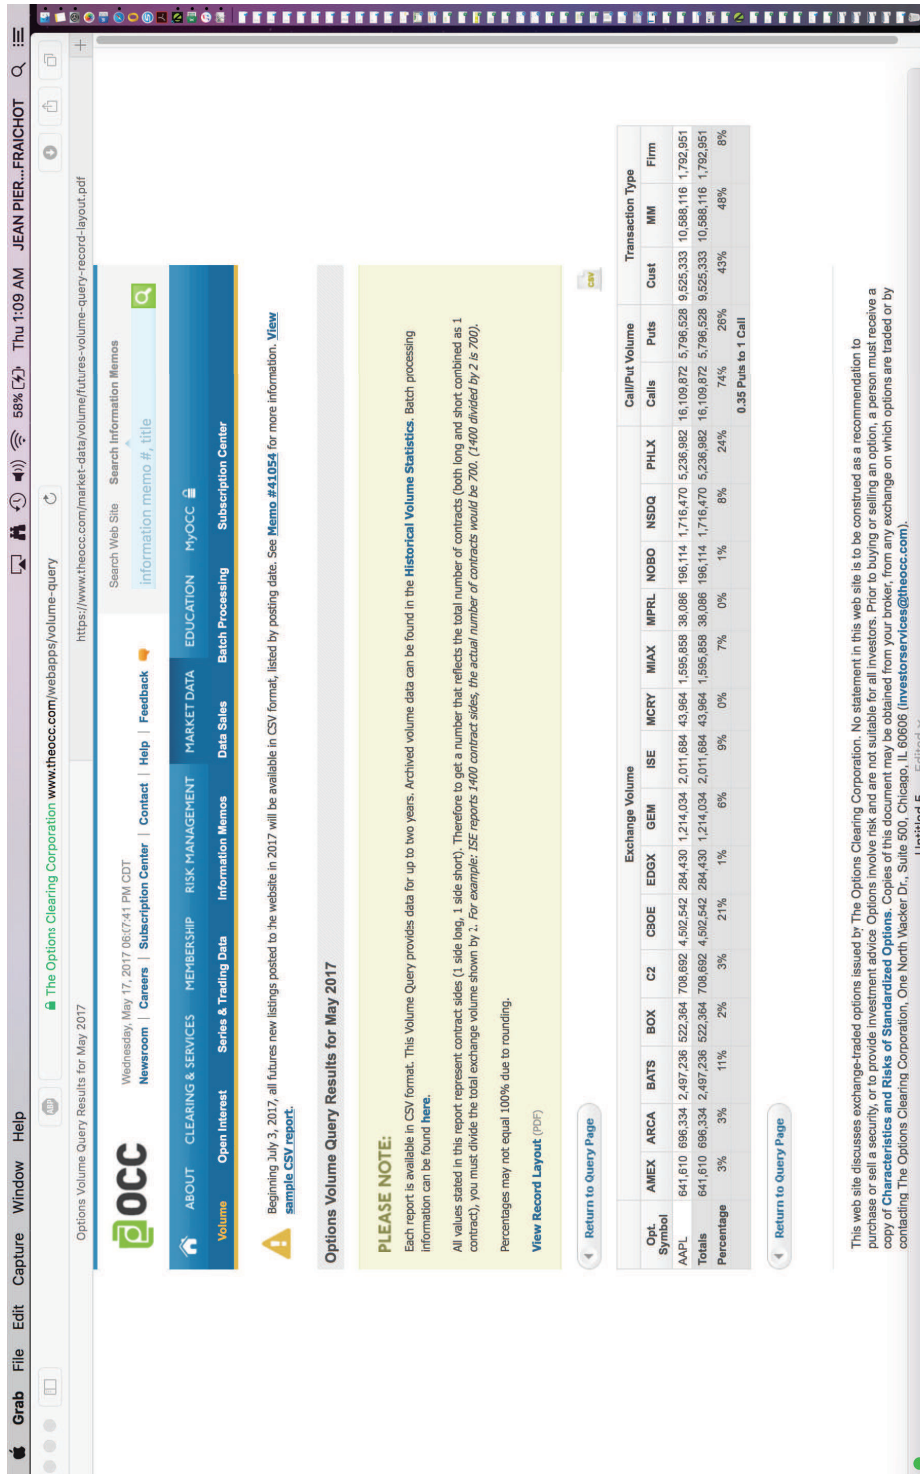 Grab File Edit Capture Window Help 58% Thu 1:09 AM JEAN PIER...FRAICHOT
ABP The Options Clearing Corporation www.theocc.com/webapps/volume-query
Options Volume Query Results for May 2017 https://www.theocc.com/market-data/volume/futures-volume-query-record-layout.pdf +
OCC
Wednesday, May 17, 2017 06:07:41 PM CDT
Newsroom | Careers | Subscription Center | Contact | Help | Feedback
Search Web Site Search Information Memos
information memo #, title
ABOUT CLEARING & SERVICES MEMBERSHIP RISK MANAGEMENT MARKET DATA EDUCATION MyOCC
Volume Open Interest Series & Trading Data Information Memos Data Sales Batch Processing Subscription Center
Beginning July 3, 2017, all futures new listings posted to the website in 2017 will be available in CSV format, listed by posting date. See Memo #41054 for more information. View
sample CSV report.
Options Volume Query Results for May 2017
PLEASE NOTE:
Each report is available in CSV format. This Volume Query provides data for up to two years. Archived volume data can be found in the Historical Volume Statistics. Batch processing
information can be found here.
All values stated in this report represent contract sides (1 side long, 1 side short). Therefore to get a number that reflects the total number of contracts (both long and short combined as 1
contract), you must divide the total exchange volume shown by 2. For example: ISE reports 1400 contract sides, the actual number of contracts would be 700. (1400 divided by 2 is 700).
Percentages may not equal 100% due to rounding.
View Record Layout (PDF)
Return to Query Page
CSV
Exchange Volume Call/Put Volume Transaction Type
Opt. Symbol AMEX ARCA BATS BOX C2 CBOE EDGX GEM ISE MCRY MIAX MPRL NOBO NSDQ PHLX Calls Puts Cust MM Firm
AAPL 641,610 696,334 2,497,236 522,364 708,692 4,502,542 284,430 1,214,034 2,011,684 43,964 1,595,858 38,086 196,114 1,716,470 5,236,982 16,109,872 5,796,528 9,525,333 10,588,116 1,792,951
Totals 641,610 696,334 2,497,236 522,364 708,692 4,502,542 284,430 1,214,034 2,011,684 43,964 1,595,858 38,086 196,114 1,716,470 5,236,982 16,109,872 5,796,528 9,525,333 10,588,116 1,792,951
Percentage 3% 3% 11% 2% 3% 21% 1% 6% 9% 0% 7% 0% 1% 8% 24% 74% 26% 43% 48% 8%
0.35 Puts to 1 Call
Return to Query Page
This web site discusses exchange-traded options issued by The Options Clearing Corporation. No statement in this web site is to be construed as a recommendation to
purchase or sell a security, or to provide investment advice Options involve risk and are not suitable for all investors. Prior to buying or selling an option, a person must receive a
copy of Characteristics and Risks of Standardized Options. Copies of this document may be obtained from your broker, from any exchange on which options are traded or by
contacting The Options Clearing Corporation, One North Wacker Dr., Suite 500, Chicago, IL 60606 (investorservices@theocc.com).
Untitled 5 Edited